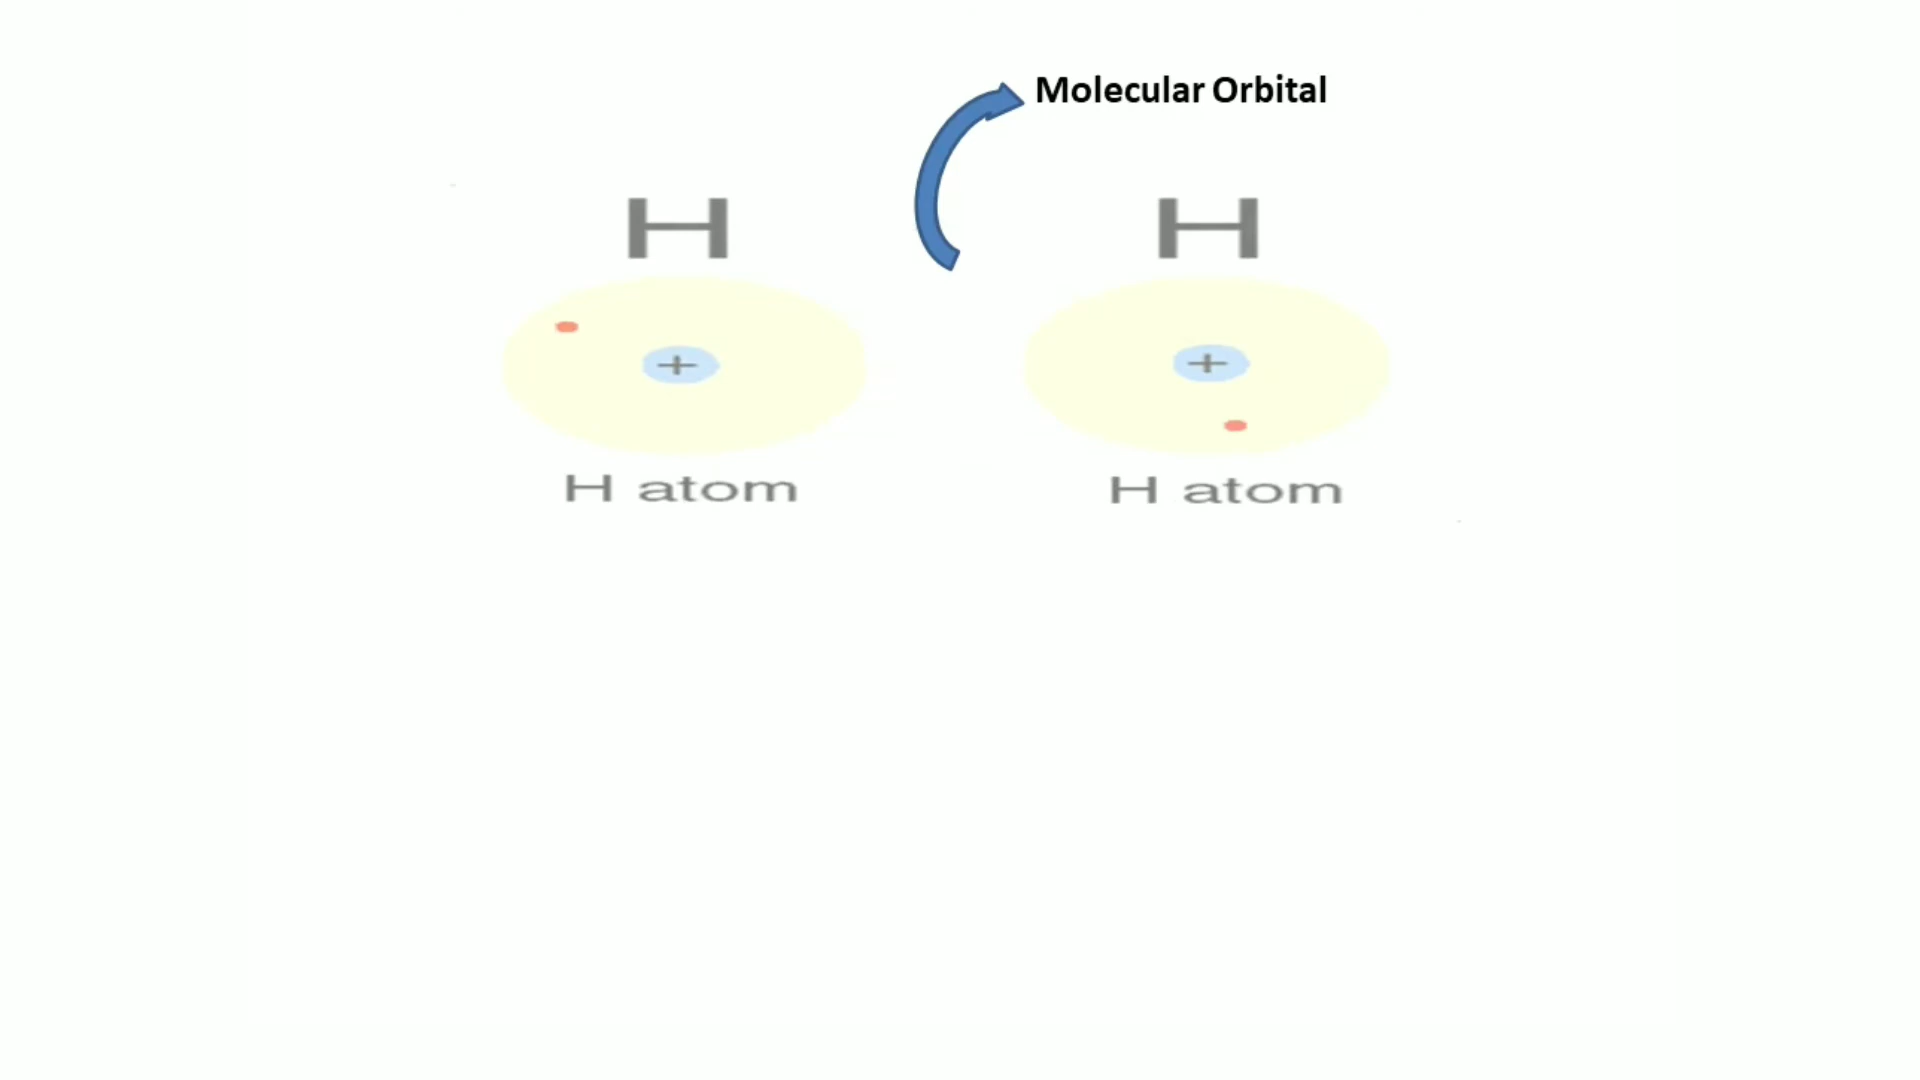 Molecular Orbital
H H
+ +
H atom H atom